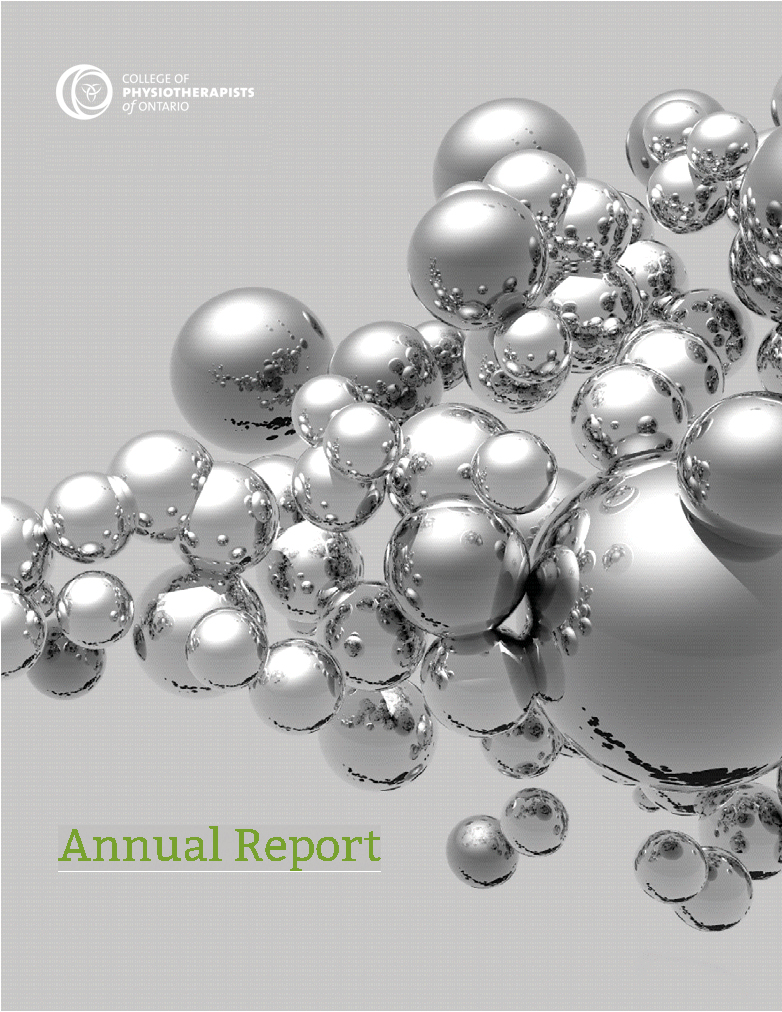 COLLEGE OF
PHYSIOTHERAPISTS
of ONTARIO
Annual Report